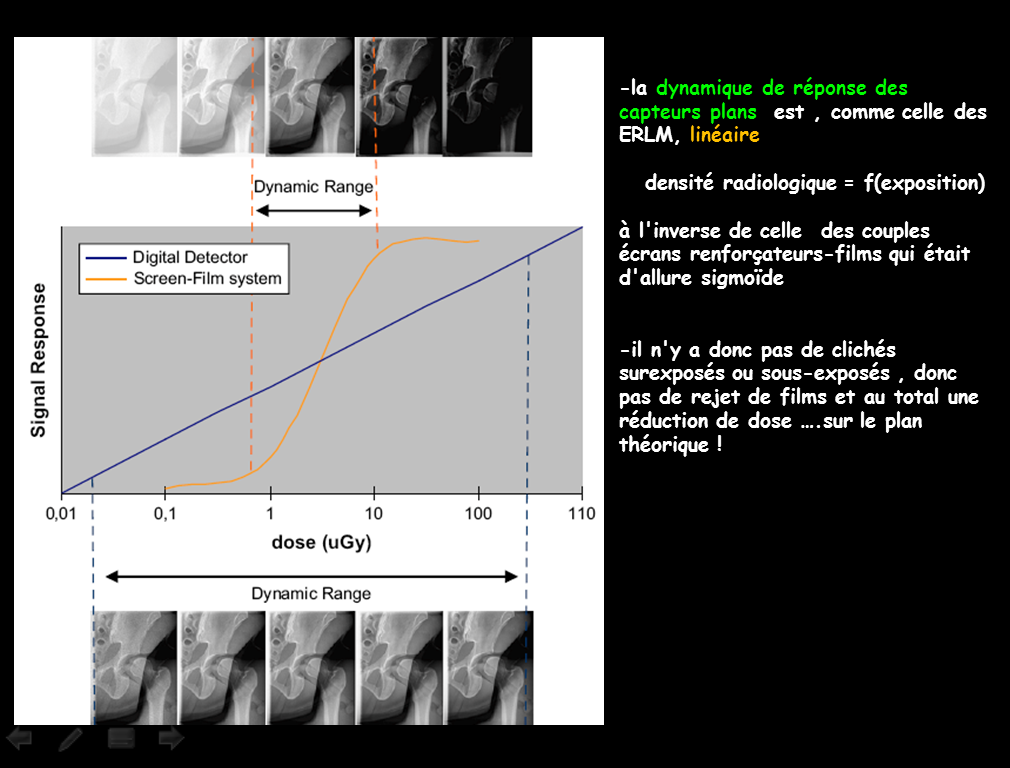 -la dynamique de réponse des
capteurs plans est , comme celle des
ERLM, linéaire
densité radiologique = f(exposition)
à l'inverse de celle des couples
écrans renforçateurs-films qui était
d'allure sigmoïde
-il n'y a donc pas de clichés
surexposés ou sous-exposés , donc
pas de rejet de films et au total une
réduction de dose ….sur le plan
théorique !
Dynamic Range
Digital Detector
Screen-Film system
Signal Response
0,01 0,1 1 10 100 110
dose (uGy)
Dynamic Range